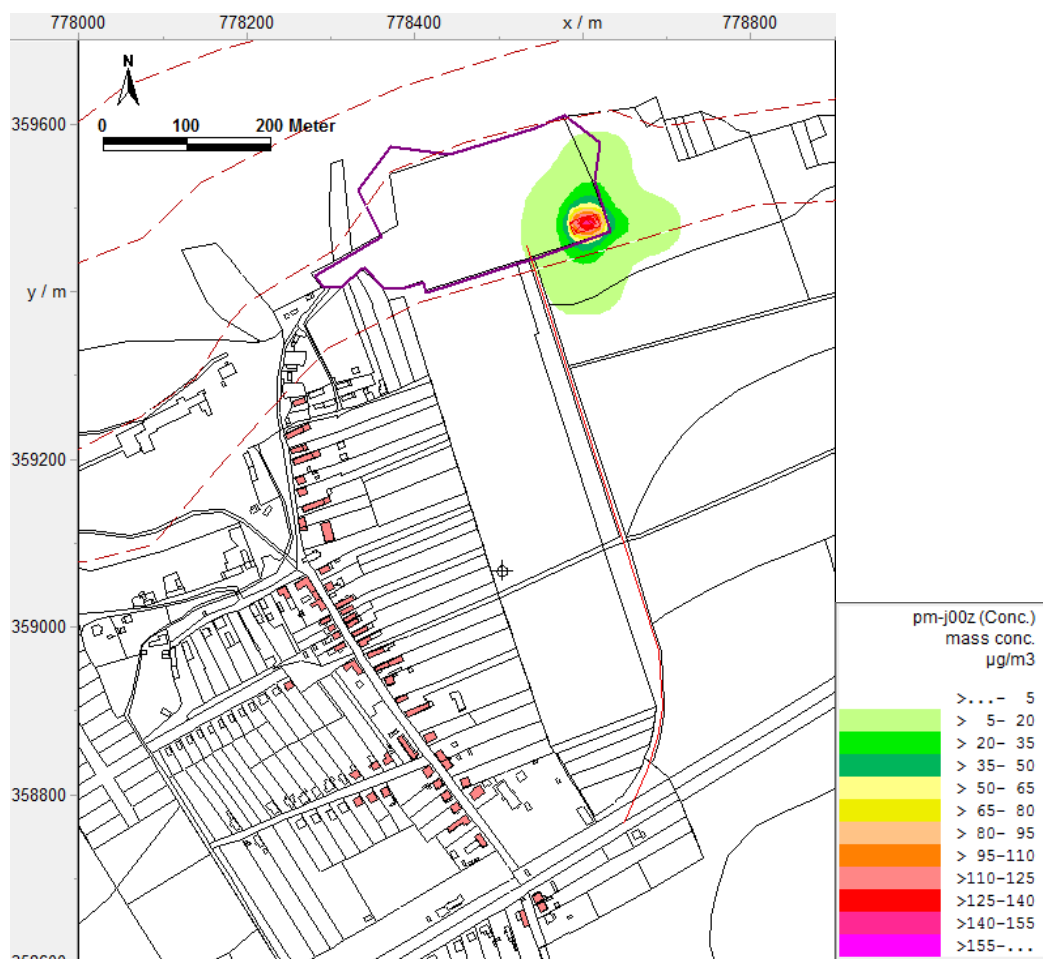 778000 778200 778400 x / m 778800
N
0 100 200 Meter
359600
y / m
359200
359000
358800
358600
pm-j00z (Conc.)
mass conc.
µg/m3
>...- 5
> 5- 20
> 20- 35
> 35- 50
> 50- 65
> 65- 80
> 80- 95
> 95-110
>110-125
>125-140
>140-155
>155-...